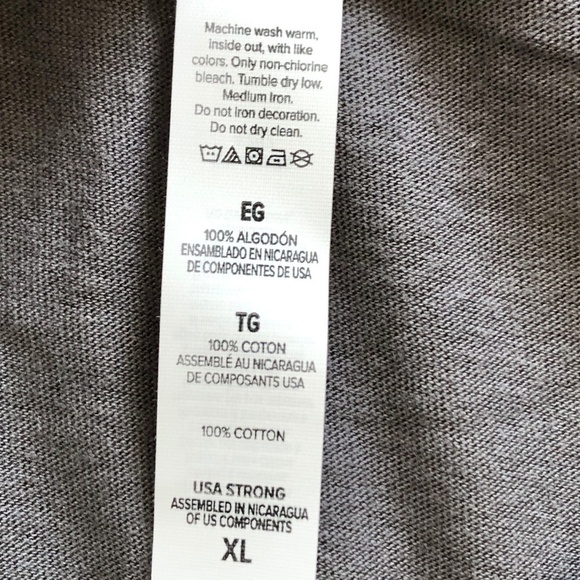 Machine wash warm,
inside out, with like
colors. Only non-chlorine
bleach. Tumble dry low.
Medium Iron.
Do not Iron decoration.
Do not dry clean.
EG
100% ALGODÓN
ENSAMBLADO EN NICARAGUA
DE COMPONENTES DE USA
TG
100% COTON
ASSEMBLÉ AU NICARAGUA
DE COMPOSANTS USA
100% COTTON
USA STRONG
ASSEMBLED IN NICARAGUA
OF US COMPONENTS
XL